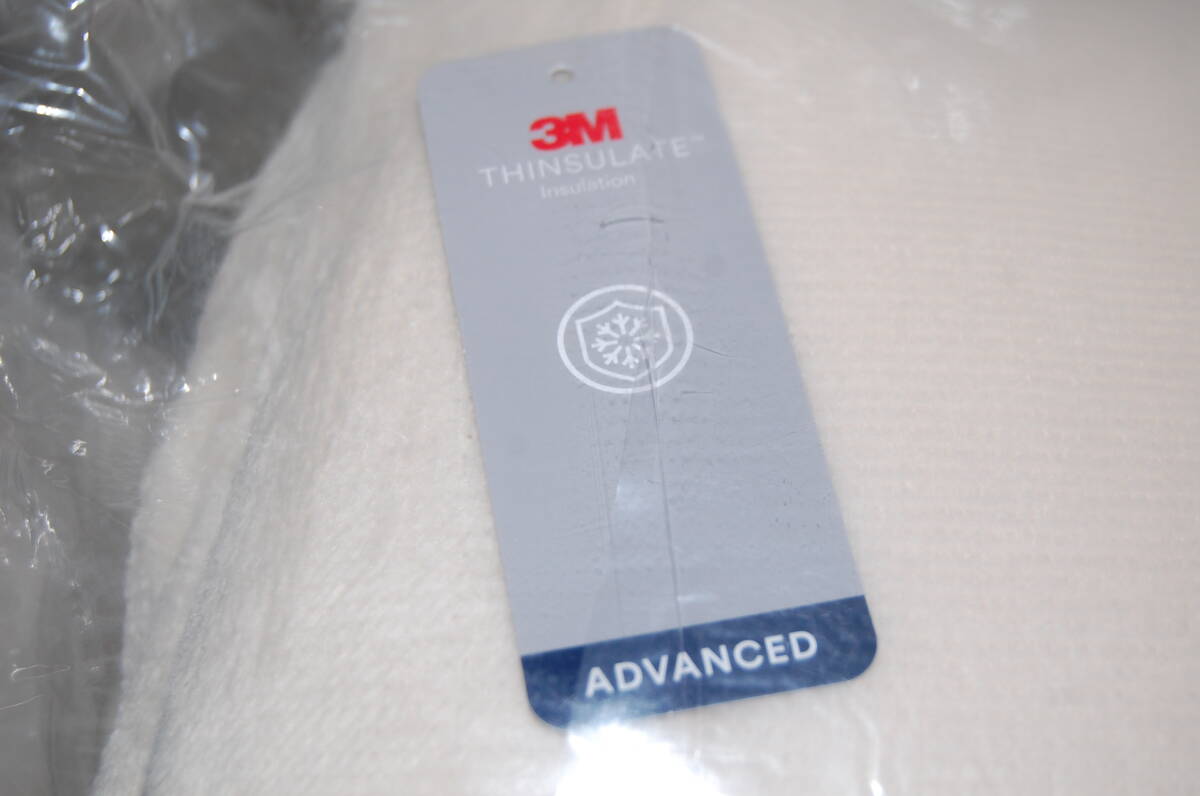 3M
THINSULATE™
Insulation
ADVANCED